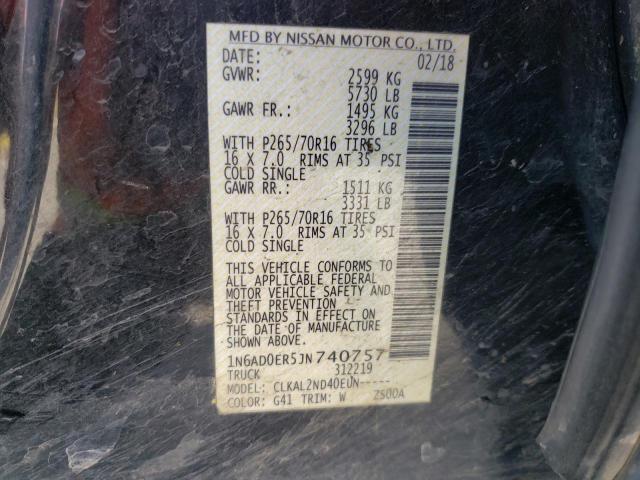 MFD BY NISSAN MOTOR CO., LTD.
DATE: 02/18
GVWR: 2599 KG
5730 LB
GAWR FR.: 1495 KG
3296 LB
WITH P265/70R16 TIRES
16 X 7.0 RIMS AT 35 PSI
COLD SINGLE
GAWR RR.: 1511 KG
3331 LB
WITH P265/70R16 TIRES
16 X 7.0 RIMS AT 35 PSI
COLD SINGLE
THIS VEHICLE CONFORMS TO
ALL APPLICABLE FEDERAL
MOTOR VEHICLE SAFETY AND
THEFT PREVENTION
STANDARDS IN EFFECT ON
THE DATE OF MANUFACTURE
SHOWN ABOVE.
1N6AD0ER5JN740757
TRUCK 312219
MODEL: CLKAL2ND40EUN-----
COLOR: G41 TRIM: W ZS00A